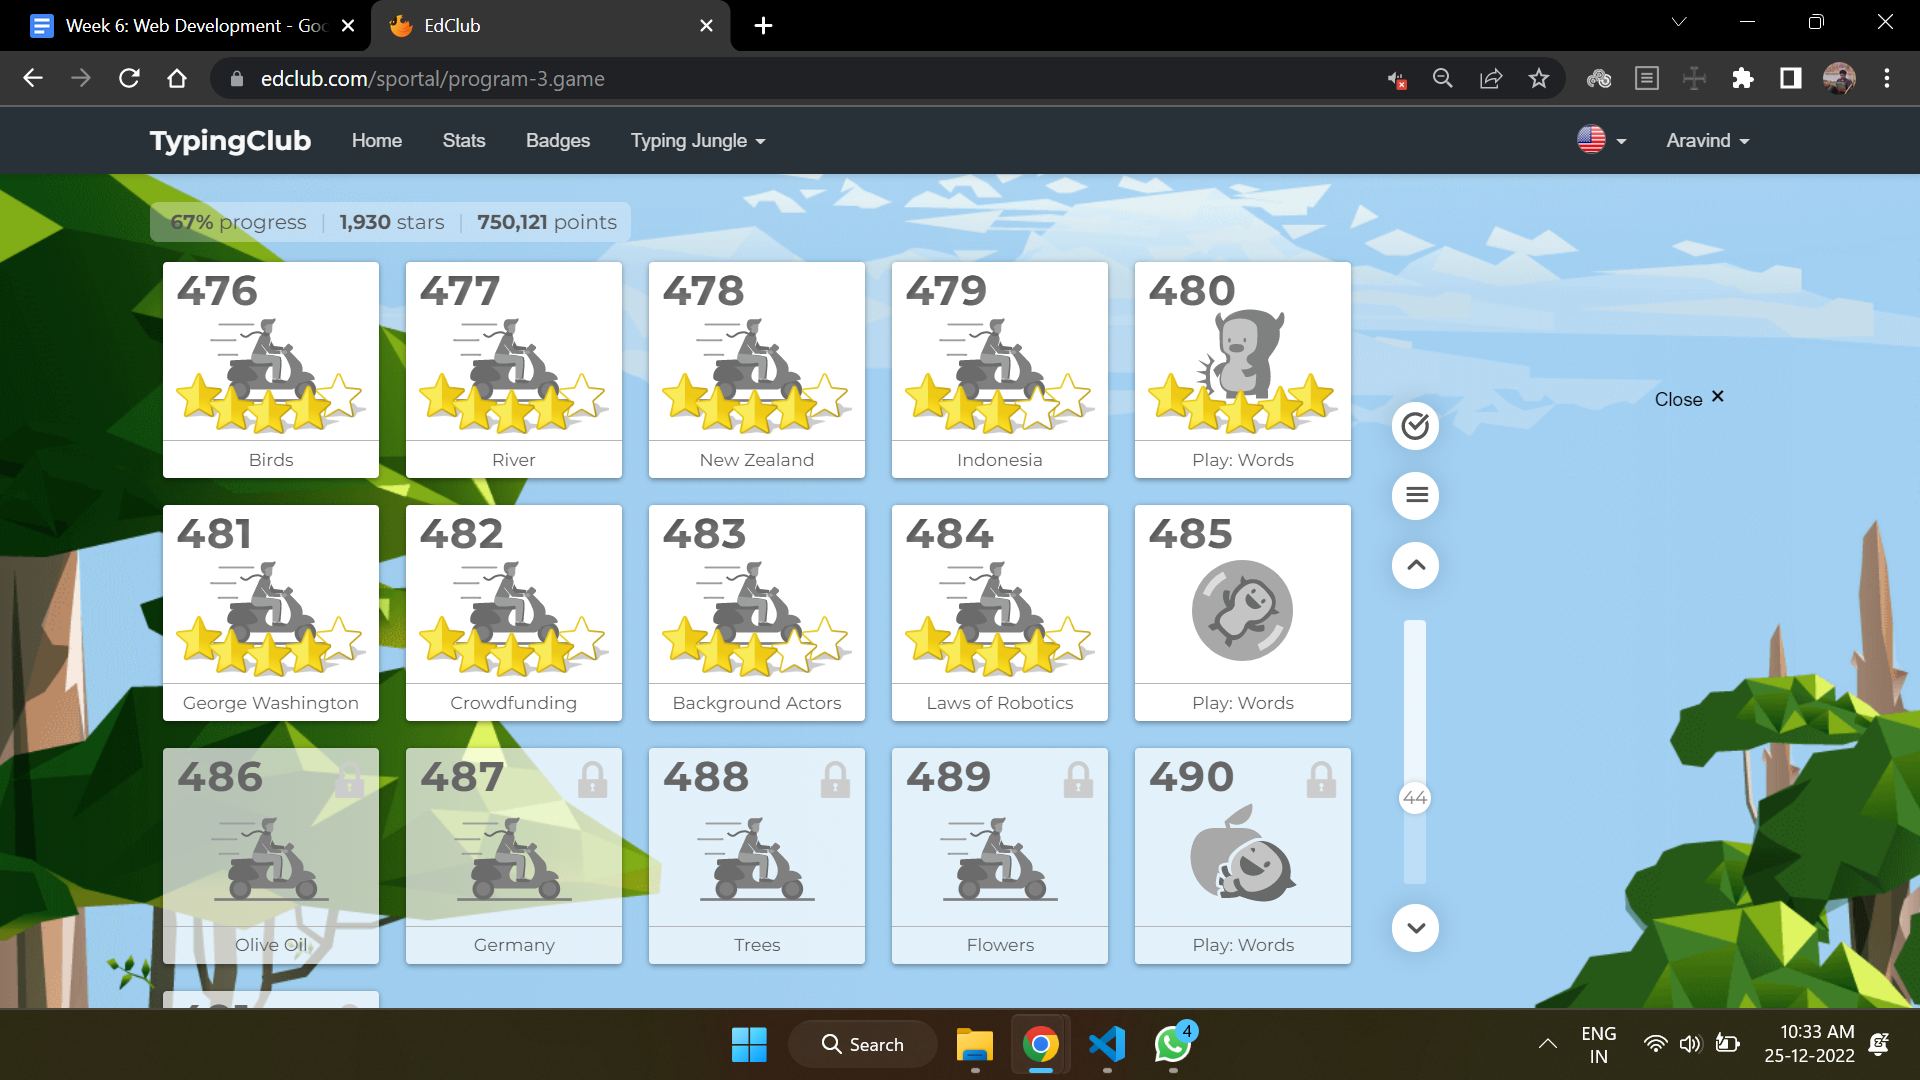 Week 6: Web Development - Goo
EdClub
edclub.com/sportal/program-3.game
TypingClub Home Stats Badges Typing Jungle Aravind
67% progress | 1,930 stars | 750,121 points
476 477 478 479 480
Birds River New Zealand Indonesia Play: Words
Close ×
481 482 483 484 485
George Washington Crowdfunding Background Actors Laws of Robotics Play: Words
486 487 488 489 490
44
Olive Oil Germany Trees Flowers Play: Words
Search
4
ENG
IN
10:33 AM
25-12-2022